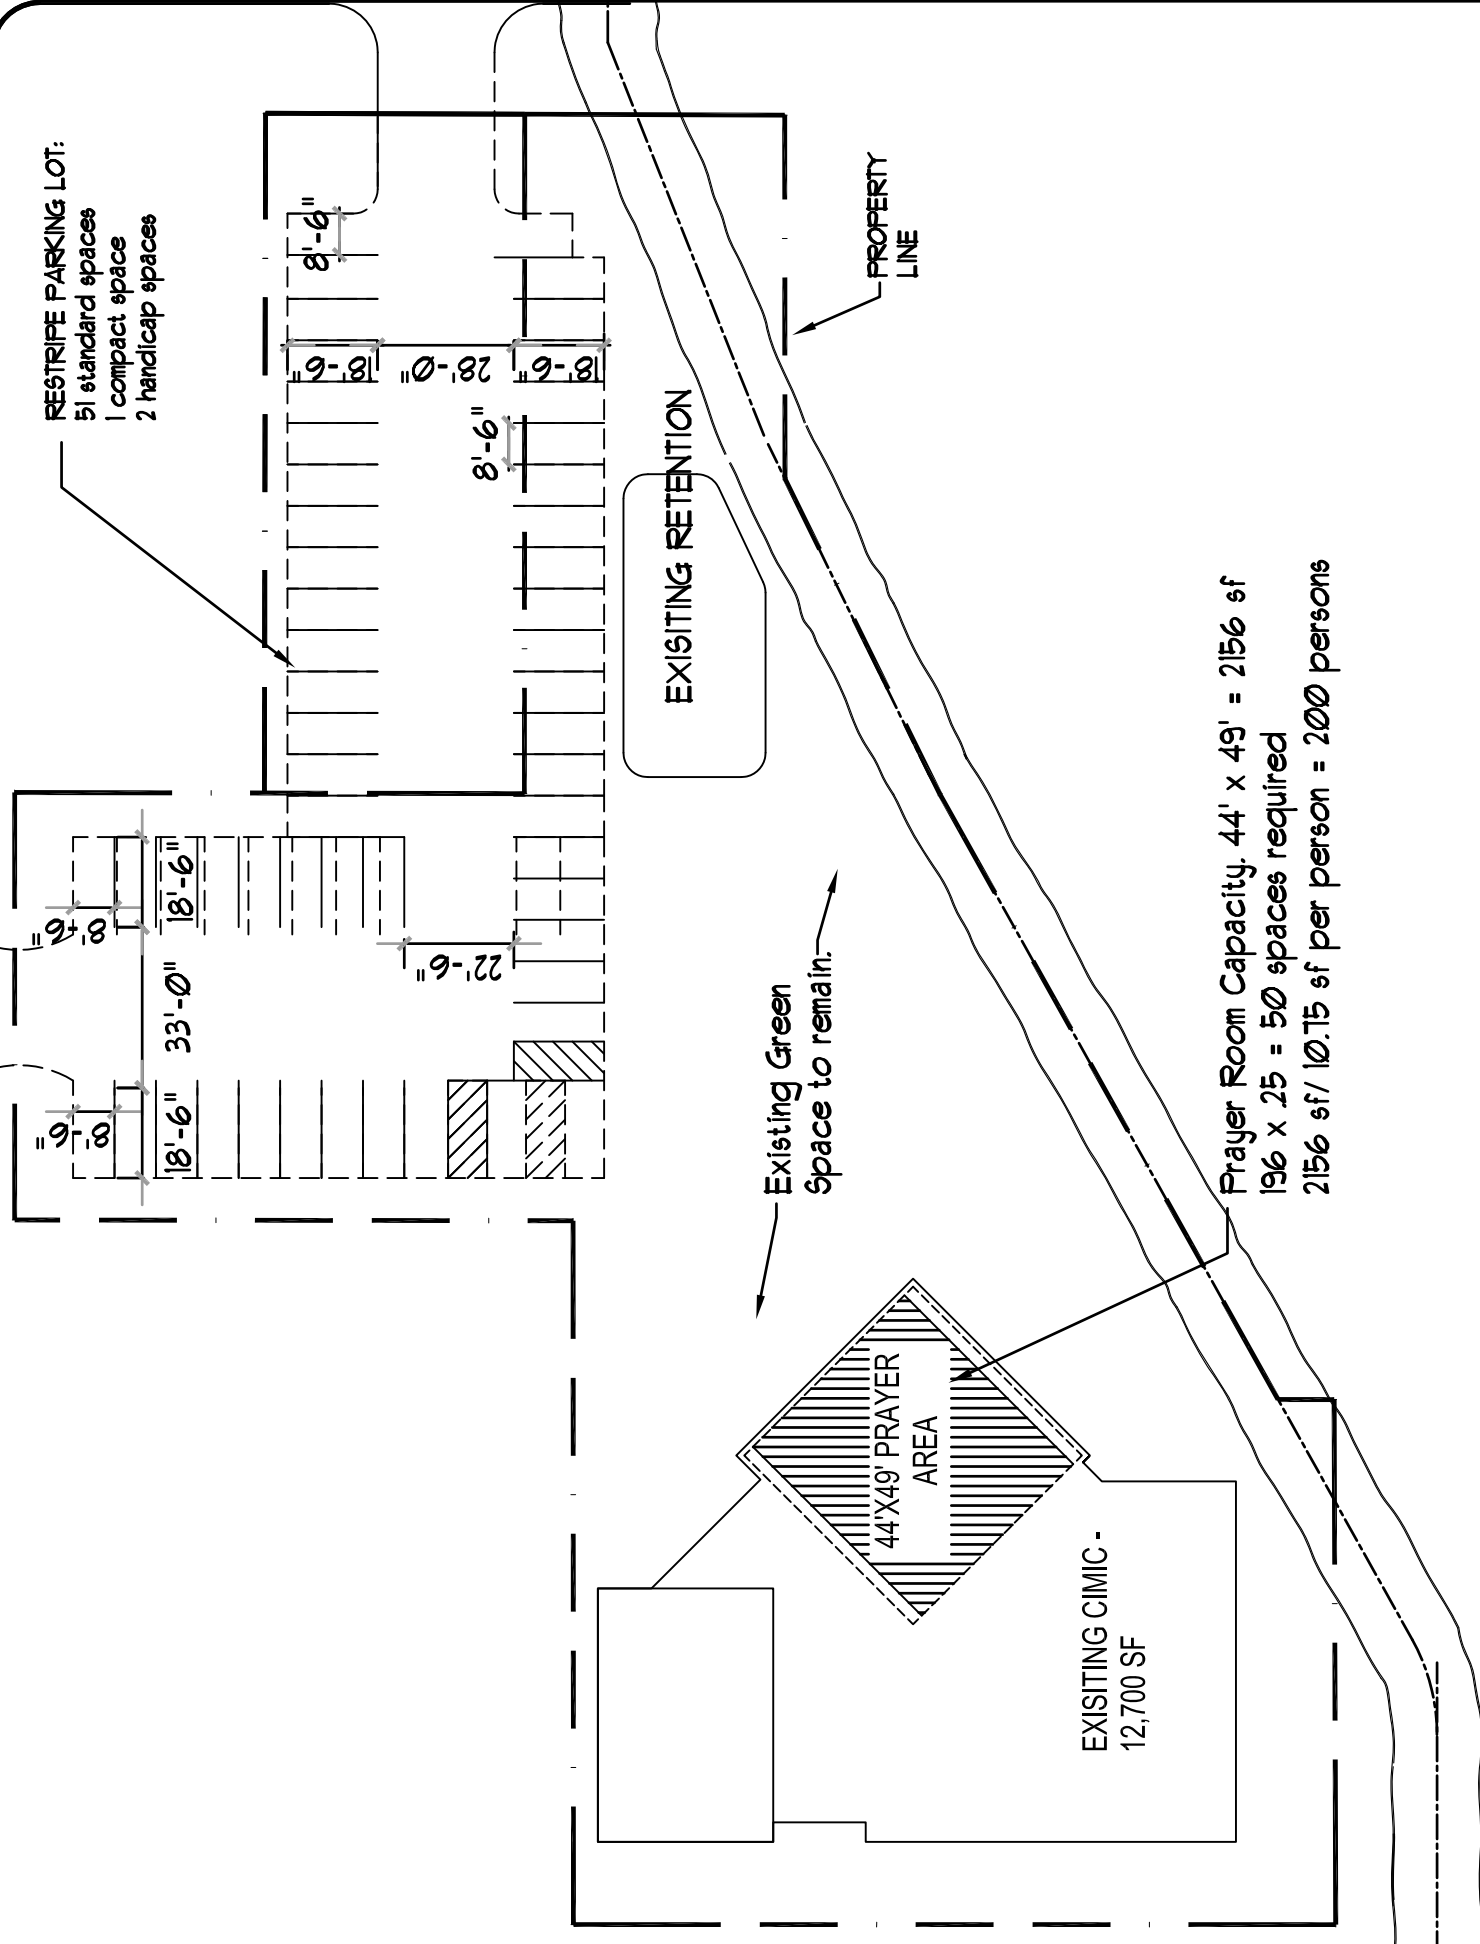 RESTRIPE PARKING LOT:
51 standard spaces
1 compact space
2 handicap spaces
8'-6"
18'-6"
28'-0"
18'-6"
8'-6"
PROPERTY
LINE
EXISITING RETENTION
8'-6"
18'-6"
33'-0"
22'-6"
8'-6"
18'-6"
Existing Green
Space to remain.
Prayer Room Capacity. 44' x 49' = 2156 sf
196 x .25 = 50 spaces required
2156 sf/ 10.75 sf per person = 200 persons
44'X49' PRAYER
AREA
EXISITING CIMIC -
12,700 SF